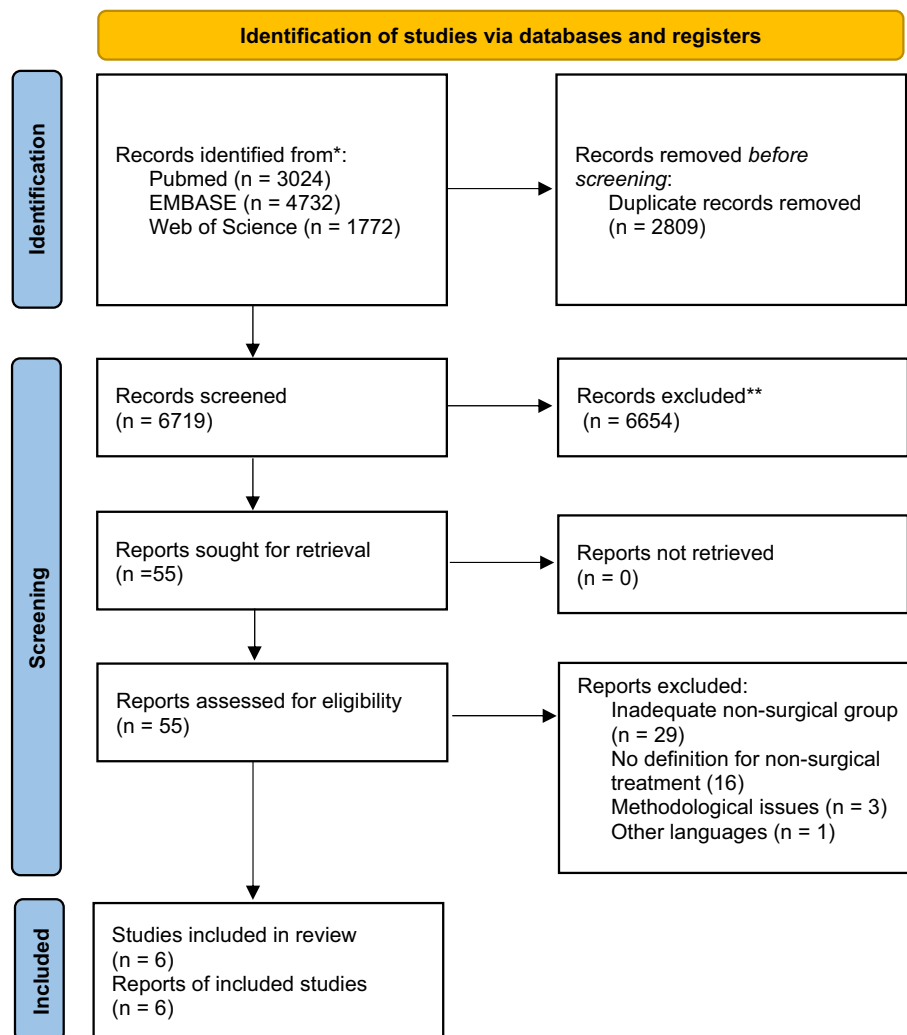 Identification of studies via databases and registers
Identification
Records identified from*:
Pubmed (n = 3024)
EMBASE (n = 4732)
Web of Science (n = 1772)
Records removed before
screening:
Duplicate records removed
(n = 2809)
Screening
Records screened
(n = 6719)
Records excluded**
(n = 6654)
Reports sought for retrieval
(n =55)
Reports not retrieved
(n = 0)
Reports assessed for eligibility
(n = 55)
Reports excluded:
Inadequate non-surgical group
(n = 29)
No definition for non-surgical
treatment (16)
Methodological issues (n = 3)
Other languages (n = 1)
Included
Studies included in review
(n = 6)
Reports of included studies
(n = 6)